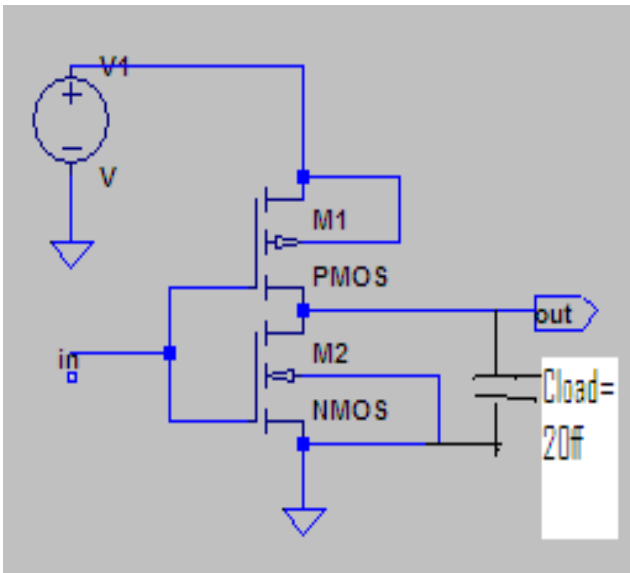 V1
V
M1
PMOS
out
in
M2
NMOS
Cload=
20ff